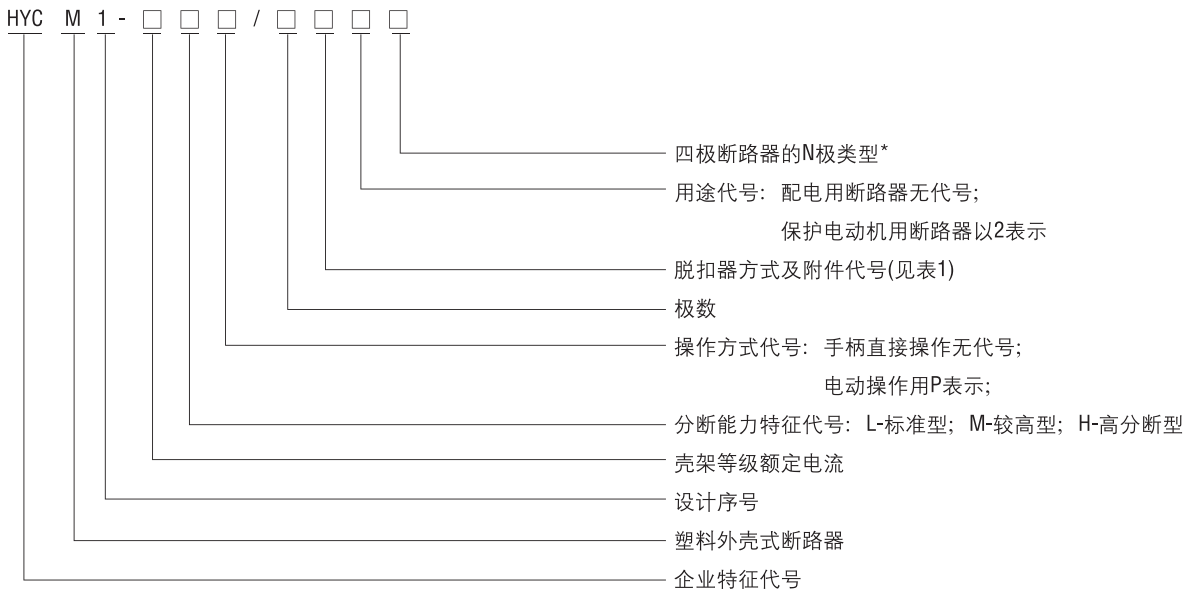 HYC M 1 - □ □ □ / □ □ □ □
四极断路器的N极类型*
用途代号: 配电用断路器无代号;
保护电动机用断路器以2表示
脱扣器方式及附件代号(见表1)
极数
操作方式代号: 手柄直接操作无代号;
电动操作用P表示;
分断能力特征代号: L-标准型; M-较高型; H-高分断型
壳架等级额定电流
设计序号
塑料外壳式断路器
企业特征代号